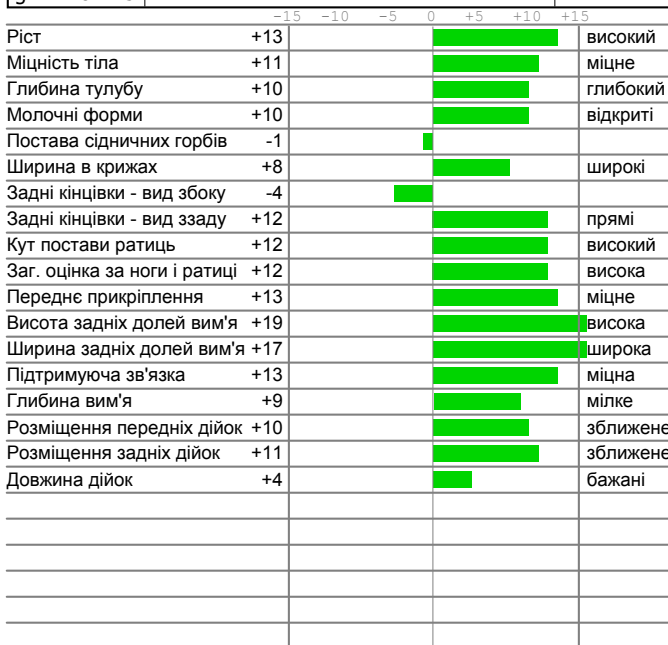 -15 -10 -5 0 +5 +10 +15
Ріст +13 високий
Міцність тіла +11 міцне
Глибина тулубу +10 глибокий
Молочні форми +10 відкриті
Постава сідничних горбів -1
Ширина в крижах +8 широкі
Задні кінцівки - вид збоку -4
Задні кінцівки - вид ззаду +12 прямі
Кут постави ратиць +12 високий
Заг. оцінка за ноги і ратиці +12 висока
Переднє прикріплення +13 міцне
Висота задніх долей вим'я +19 висока
Ширина задніх долей вим'я +17 широка
Підтримуюча зв'язка +13 міцна
Глибина вим'я +9 мілке
Розміщення передніх дійок +10 зближене
Розміщення задніх дійок +11 зближене
Довжина дійок +4 бажані